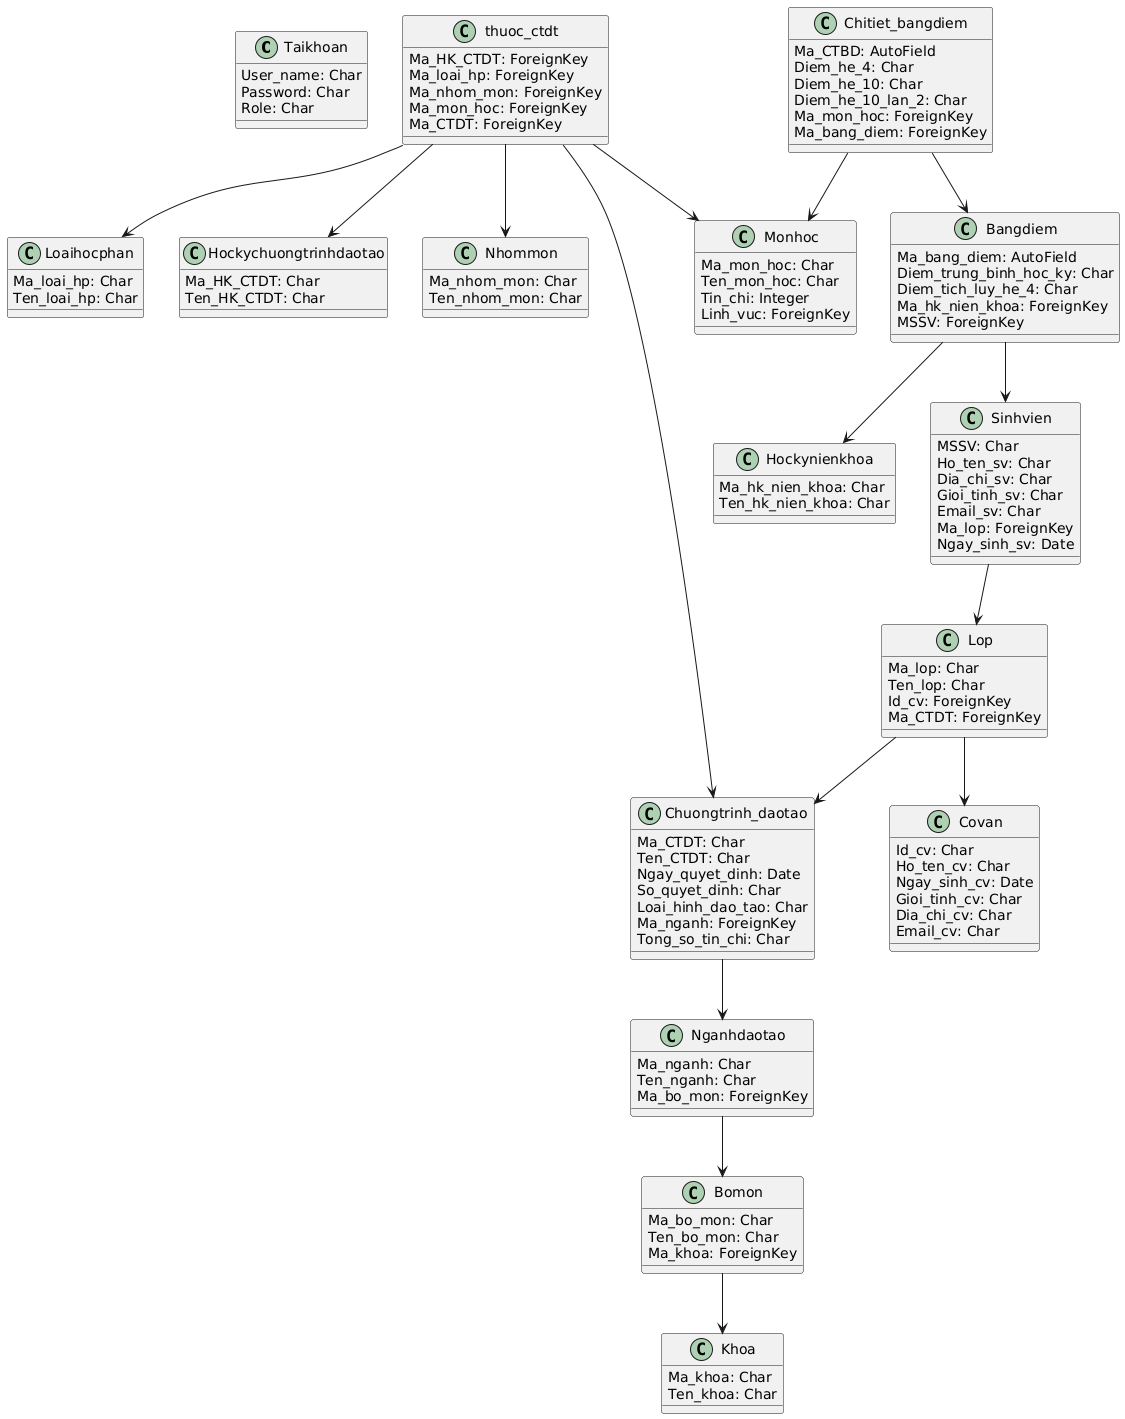 C Taikhoan
User_name: Char
Password: Char
Role: Char
C thuoc_ctdt
Ma_HK_CTDT: ForeignKey
Ma_loai_hp: ForeignKey
Ma_nhom_mon: ForeignKey
Ma_mon_hoc: ForeignKey
Ma_CTDT: ForeignKey
C Chitiet_bangdiem
Ma_CTBD: AutoField
Diem_he_4: Char
Diem_he_10: Char
Diem_he_10_lan_2: Char
Ma_mon_hoc: ForeignKey
Ma_bang_diem: ForeignKey
C Loaihocphan
Ma_loai_hp: Char
Ten_loai_hp: Char
C Hockychuongtrinhdaotao
Ma_HK_CTDT: Char
Ten_HK_CTDT: Char
C Nhommon
Ma_nhom_mon: Char
Ten_nhom_mon: Char
C Monhoc
Ma_mon_hoc: Char
Ten_mon_hoc: Char
Tin_chi: Integer
Linh_vuc: ForeignKey
C Bangdiem
Ma_bang_diem: AutoField
Diem_trung_binh_hoc_ky: Char
Diem_tich_luy_he_4: Char
Ma_hk_nien_khoa: ForeignKey
MSSV: ForeignKey
C Hockynienkhoa
Ma_hk_nien_khoa: Char
Ten_hk_nien_khoa: Char
C Sinhvien
MSSV: Char
Ho_ten_sv: Char
Dia_chi_sv: Char
Gioi_tinh_sv: Char
Email_sv: Char
Ma_lop: ForeignKey
Ngay_sinh_sv: Date
C Lop
Ma_lop: Char
Ten_lop: Char
Id_cv: ForeignKey
Ma_CTDT: ForeignKey
C Chuongtrinh_daotao
Ma_CTDT: Char
Ten_CTDT: Char
Ngay_quyet_dinh: Date
So_quyet_dinh: Char
Loai_hinh_dao_tao: Char
Ma_nganh: ForeignKey
Tong_so_tin_chi: Char
C Covan
Id_cv: Char
Ho_ten_cv: Char
Ngay_sinh_cv: Date
Gioi_tinh_cv: Char
Dia_chi_cv: Char
Email_cv: Char
C Nganhdaotao
Ma_nganh: Char
Ten_nganh: Char
Ma_bo_mon: ForeignKey
C Bomon
Ma_bo_mon: Char
Ten_bo_mon: Char
Ma_khoa: ForeignKey
C Khoa
Ma_khoa: Char
Ten_khoa: Char